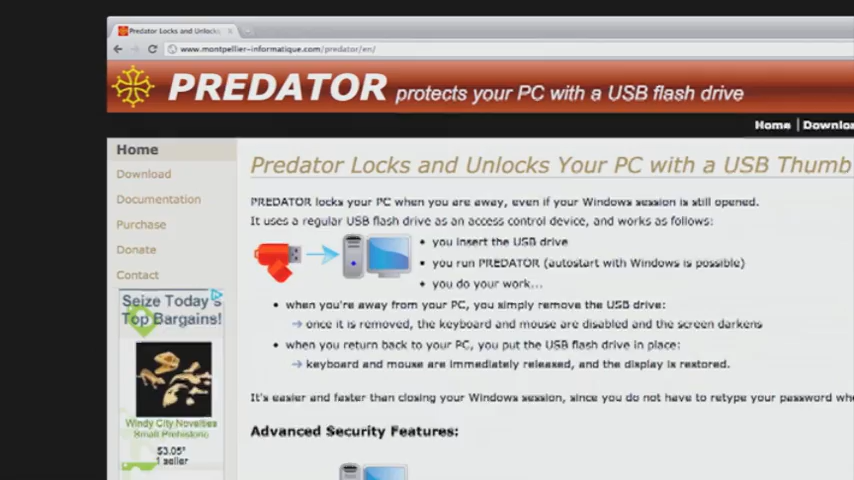 Predator Locks and Unlocks
www.montpellier-informatique.com/predator/en/
PREDATOR protects your PC with a USB flash drive
Home | Downlo
Home
Download
Documentation
Purchase
Donate
Contact
Seize Today's
Top Bargains!
Windy City Novelties
Small Prehistoric
$3.05*
1 seller
Predator Locks and Unlocks Your PC with a USB Thumb
PREDATOR locks your PC when you are away, even if your Windows session is still opened.
It uses a regular USB flash drive as an access control device, and works as follows:
• you insert the USB drive
• you run PREDATOR (autostart with Windows is possible)
• you do your work...
• when you're away from your PC, you simply remove the USB drive:
→ once it is removed, the keyboard and mouse are disabled and the screen darkens
• when you return back to your PC, you put the USB flash drive in place:
→ keyboard and mouse are immediately released, and the display is restored.
It's easier and faster than closing your Windows session, since you do not have to retype your password whe
Advanced Security Features: